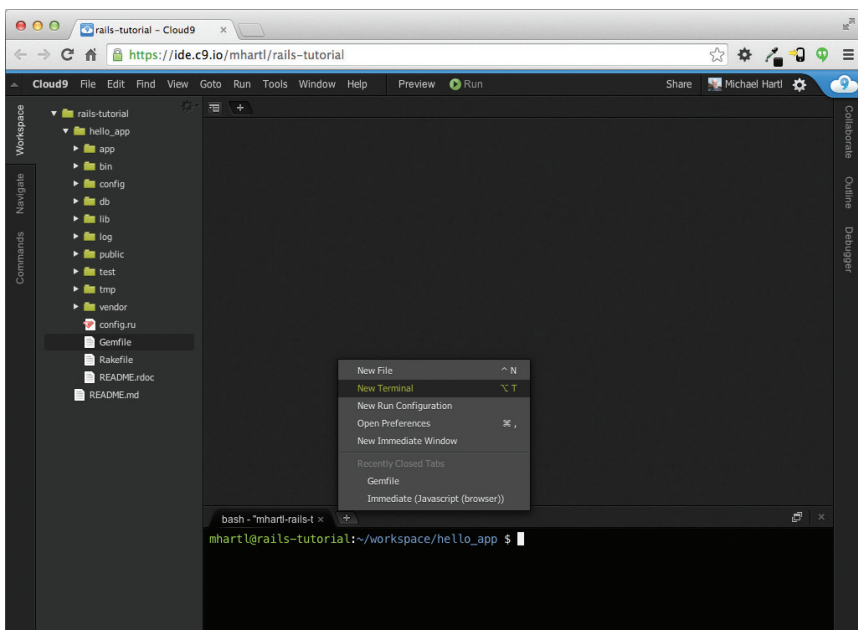 rails-tutorial - Cloud9 ×
https://ide.c9.io/mhartl/rails-tutorial
Cloud9 File Edit Find View Goto Run Tools Window Help Preview Run Share Michael Hartl 9
Workspace
Navigate
Commands
rails-tutorial
hello_app
app
bin
config
db
lib
log
public
test
tmp
vendor
config.ru
Gemfile
Rakefile
README.rdoc
README.md
+
New File ^ N
New Terminal ⌥ T
New Run Configuration
Open Preferences ⌘ ,
New Immediate Window
Recently Closed Tabs
Gemfile
Immediate (Javascript (browser))
bash - "mhartl-rails-t × +
mhartl@rails-tutorial:~/workspace/hello_app $
Collaborate
Outline
Debugger